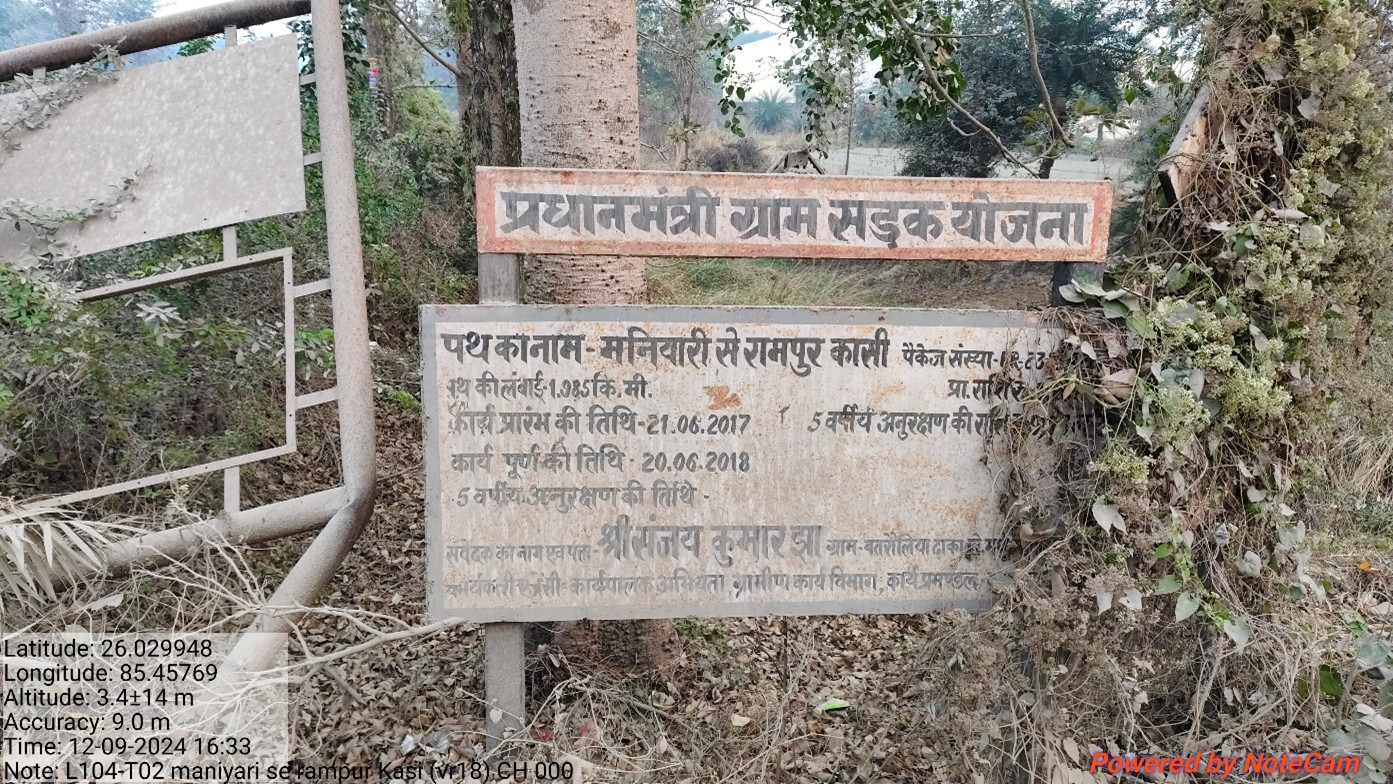 प्रधानमंत्री ग्राम सड़क योजना
पथ का नाम - मनियारी से रामपुर कासी पैकेज संख्या-
पथ की लंबाई-1.985 कि. मी. प्रा.
कार्य प्रारंभ की तिथि-21.06.2017 5 वर्षीय अनुरक्षण की
कार्य पूर्ण की तिथि - 20.06.2018
5 वर्षीय अनुरक्षण की तिथि -
संवेदक का नाम एवं पता- श्री संजय कुमार झा ग्राम-
कार्यपालक अभियंता, ग्रामीण कार्य विभाग, कार्य प्रमण्डल
Latitude: 26.029948
Longitude: 85.45769
Altitude: 3.4±14 m
Accuracy: 9.0 m
Time: 12-09-2024 16:33
Note: L104-T02 maniyari se rampur Kasi (vr18) CH 000
Powered by NoteCam